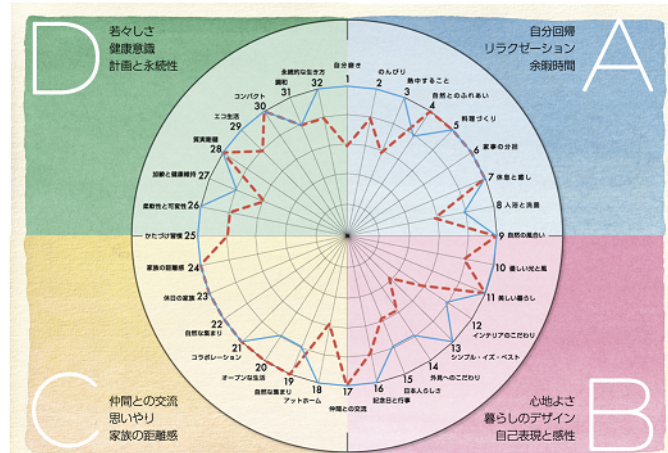 D
若々しさ
健康意識
計画と永続性
A
自分回帰
リラクゼーション
余暇時間
1 自分磨き
2 のんびり
3 熱中すること
4 自然とのふれあい
5 料理づくり
6 家事の分担
7 休息と癒し
8 入浴と洗面
9 自然の風合い
10 優しい光と風
11 美しい暮らし
12 インテリアのこだわり
13 シンプル・イズ・ベスト
14 外見へのこだわり
15 日本人らしさ
16 記念日と行事
17 仲間との交流
18 アットホーム
19 自然な集まり
20 オープンな生活
21 コラボレーション
22 自然な集まり
23 休日の家族
24 家族の距離感
25 かたづけ習慣
26 柔軟性と可変性
27 加齢と健康維持
28 質実剛健
29 エコ生活
30 コンパクト
31 調和
32 永続的な生き方
C
仲間との交流
思いやり
家族の距離感
B
心地よさ
暮らしのデザイン
自己表現と感性